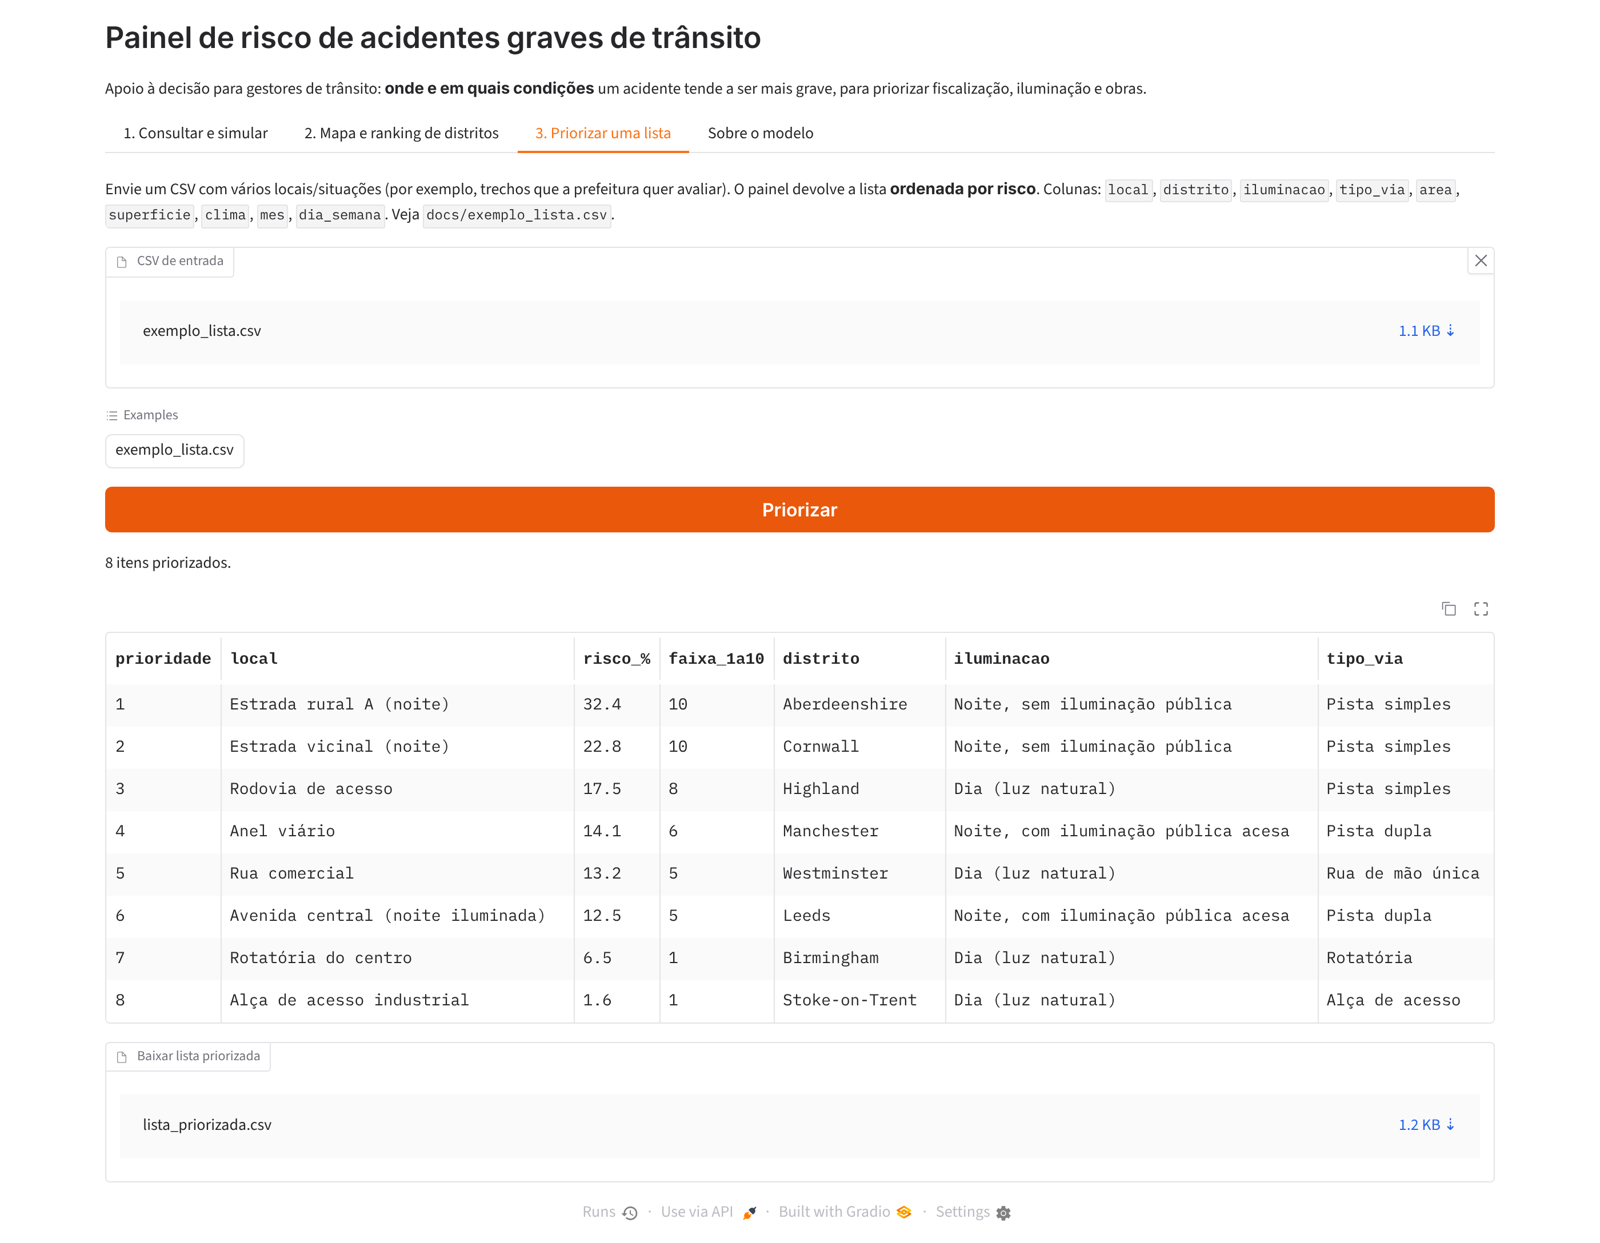 Painel de risco de acidentes graves de trânsito
Apoio à decisão para gestores de trânsito: onde e em quais condições um acidente tende a ser mais grave, para priorizar fiscalização, iluminação e obras.
1. Consultar e simular 2. Mapa e ranking de distritos 3. Priorizar uma lista Sobre o modelo
Envie um CSV com vários locais/situações (por exemplo, trechos que a prefeitura quer avaliar). O painel devolve a lista ordenada por risco. Colunas: local, distrito, iluminacao, tipo_via, area,
superficie, clima, mes, dia_semana. Veja docs/exemplo_lista.csv.
CSV de entrada
exemplo_lista.csv 1.1 KB ⇣
Examples
exemplo_lista.csv
Priorizar
8 itens priorizados.
prioridade local risco_% faixa_1a10 distrito iluminacao tipo_via
1 Estrada rural A (noite) 32.4 10 Aberdeenshire Noite, sem iluminação pública Pista simples
2 Estrada vicinal (noite) 22.8 10 Cornwall Noite, sem iluminação pública Pista simples
3 Rodovia de acesso 17.5 8 Highland Dia (luz natural) Pista simples
4 Anel viário 14.1 6 Manchester Noite, com iluminação pública acesa Pista dupla
5 Rua comercial 13.2 5 Westminster Dia (luz natural) Rua de mão única
6 Avenida central (noite iluminada) 12.5 5 Leeds Noite, com iluminação pública acesa Pista dupla
7 Rotatória do centro 6.5 1 Birmingham Dia (luz natural) Rotatória
8 Alça de acesso industrial 1.6 1 Stoke-on-Trent Dia (luz natural) Alça de acesso
Baixar lista priorizada
lista_priorizada.csv 1.2 KB ⇣
Runs · Use via API · Built with Gradio · Settings